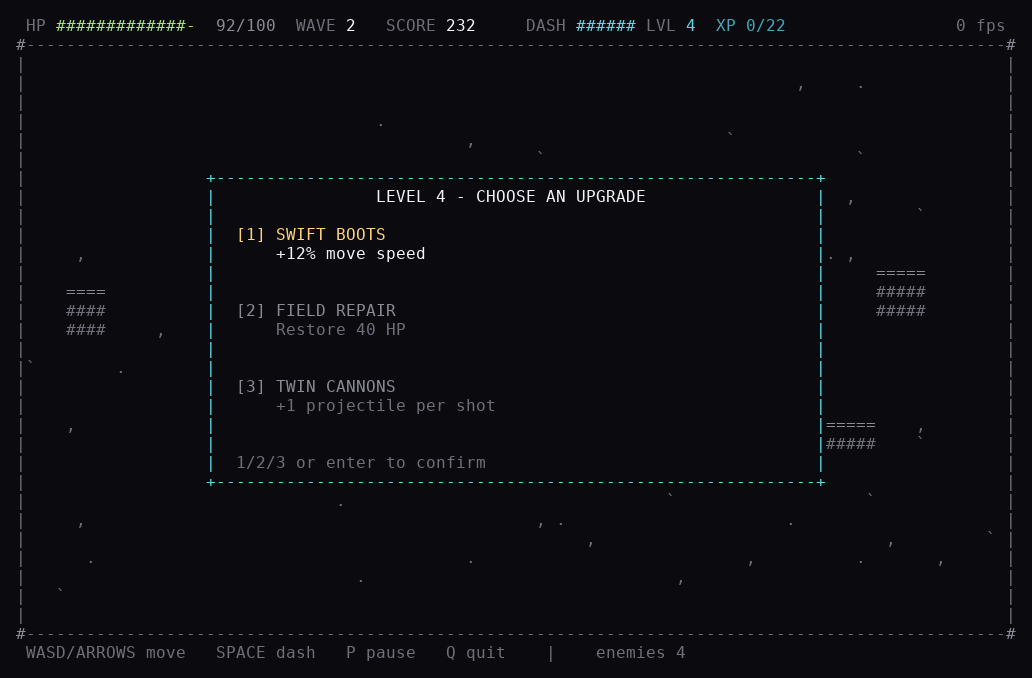 HP #############- 92/100 WAVE 2 SCORE 232 DASH ###### LVL 4 XP 0/22 0 fps
LEVEL 4 - CHOOSE AN UPGRADE
[1] SWIFT BOOTS
+12% move speed
[2] FIELD REPAIR
Restore 40 HP
[3] TWIN CANNONS
+1 projectile per shot
1/2/3 or enter to confirm
WASD/ARROWS move SPACE dash P pause Q quit | enemies 4